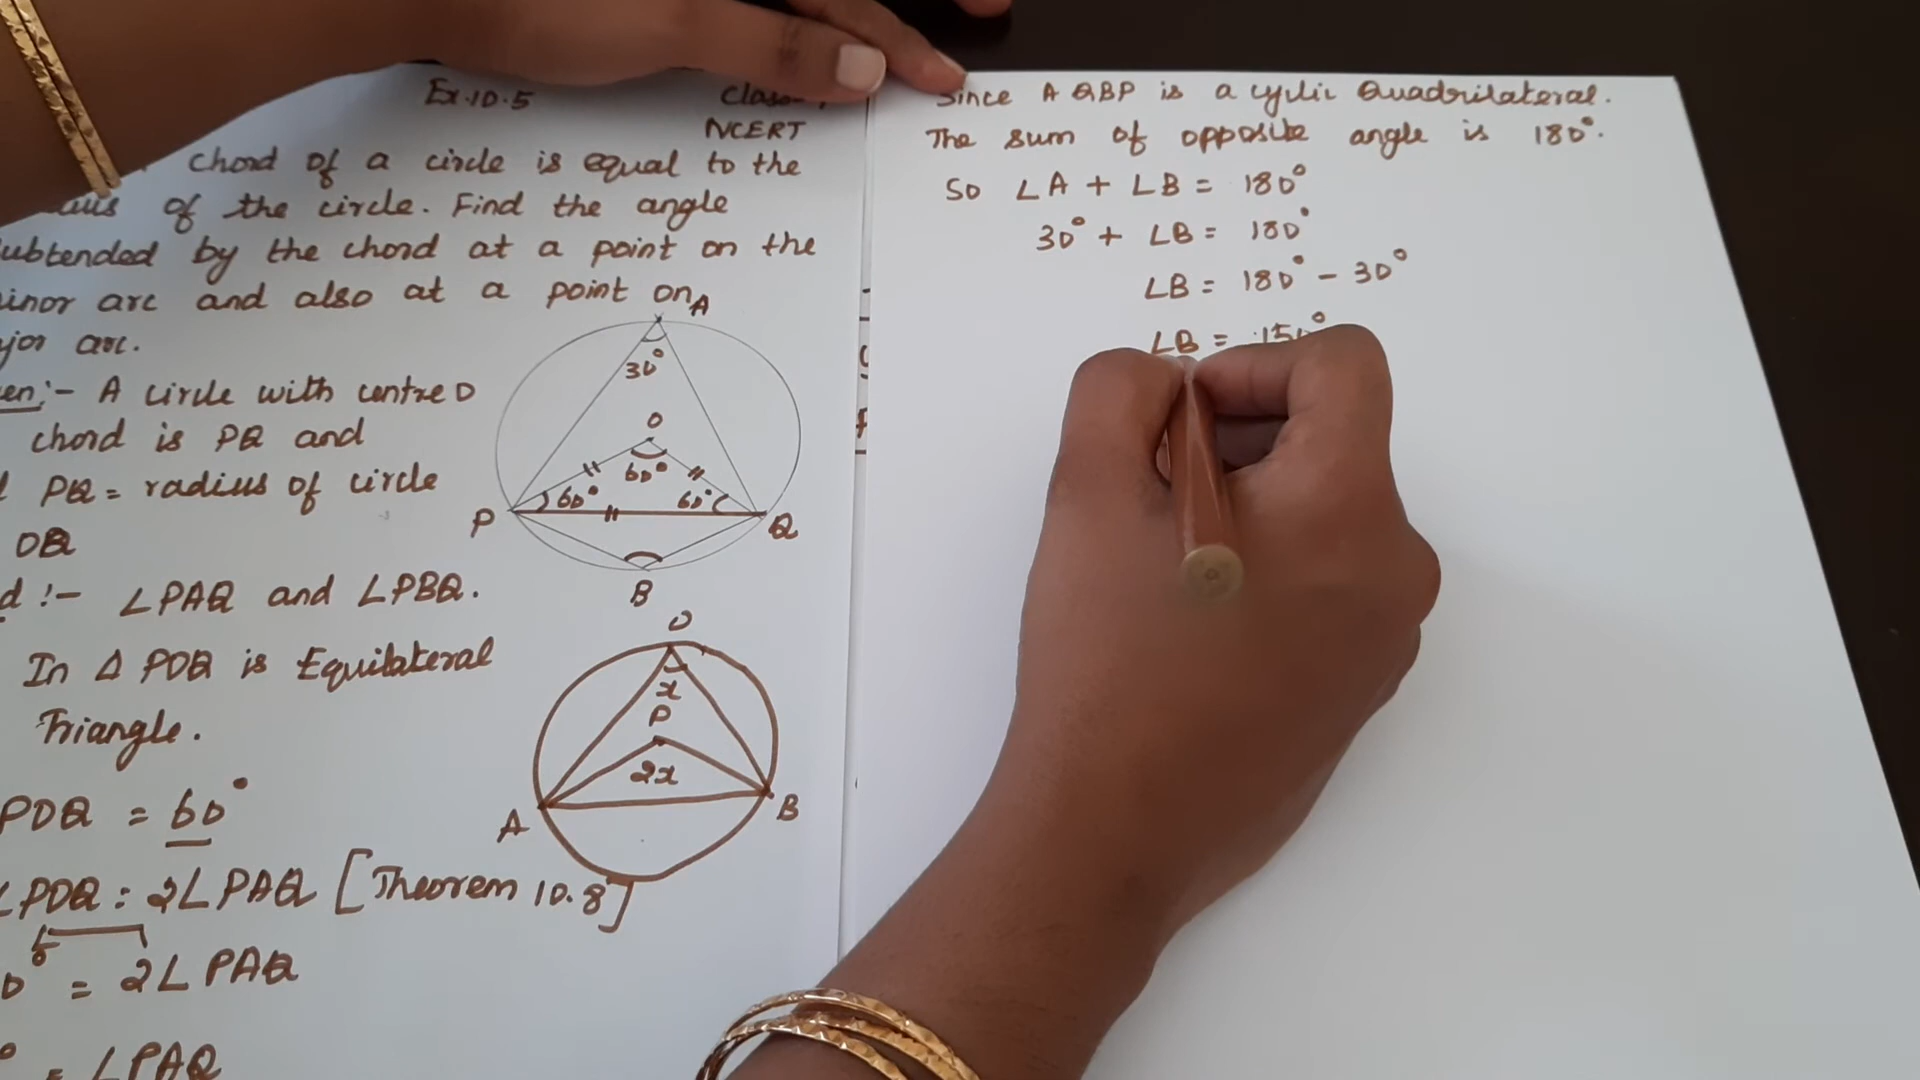 Ex.10.5
Class
NCERT
chord of a circle is equal to the
of the circle. Find the angle
ubtended by the chord at a point on the
inor arc and also at a point on
jor arc.
en:- A circle with centre O
chord is PQ and
PQ = radius of circle
OQ
d :- ∠PAQ and ∠PBQ.
In Δ POQ is Equilateral
Triangle.
POQ = 60°
∠POQ = 2∠PAQ [Theorem 10.8]
0° = 2∠PAQ
° = ∠PAQ
A
30°
O
60°
60° 60°
P Q
B
O
x
P
2x
A B
Since AQBP is a cyclic Quadrilateral.
The sum of opposite angle is 180°.
So ∠A + ∠B = 180°
30° + ∠B = 180°
∠B = 180° - 30°
∠B = 150°